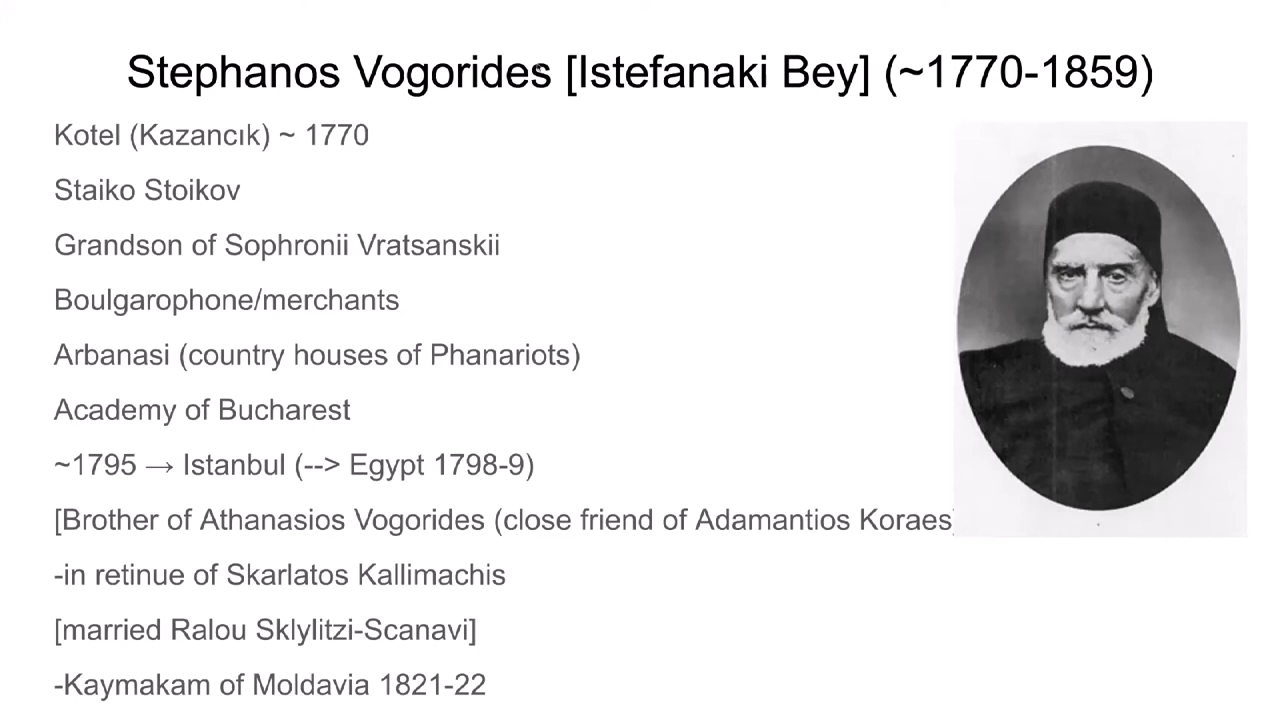 Stephanos Vogorides [Istefanaki Bey] (~1770-1859)
Kotel (Kazancık) ~ 1770
Staiko Stoikov
Grandson of Sophronii Vratsanskii
Boulgarophone/merchants
Arbanasi (country houses of Phanariots)
Academy of Bucharest
~1795 → Istanbul (--> Egypt 1798-9)
[Brother of Athanasios Vogorides (close friend of Adamantios Koraes]
-in retinue of Skarlatos Kallimachis
[married Ralou Sklylitzi-Scanavi]
-Kaymakam of Moldavia 1821-22